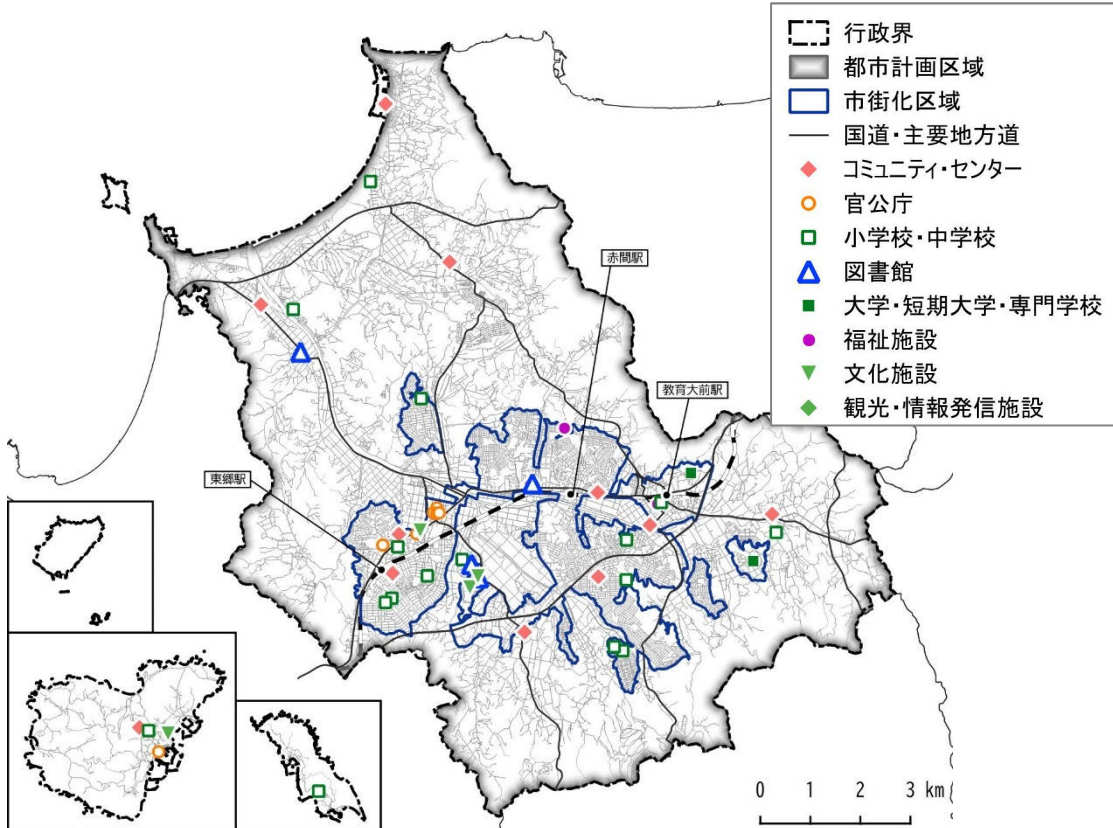 行政界
都市計画区域
市街化区域
国道・主要地方道
コミュニティ・センター
官公庁
小学校・中学校
図書館
大学・短期大学・専門学校
福祉施設
文化施設
観光・情報発信施設
赤間駅
教育大前駅
東郷駅
0 1 2 3 km